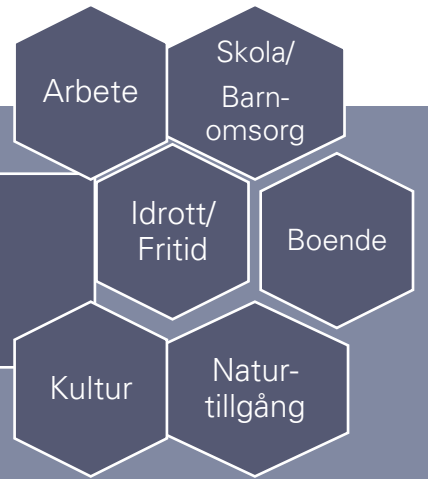 Arbete
Skola/
Barn-
omsorg
Idrott/
Fritid
Boende
Kultur
Natur-
tillgång